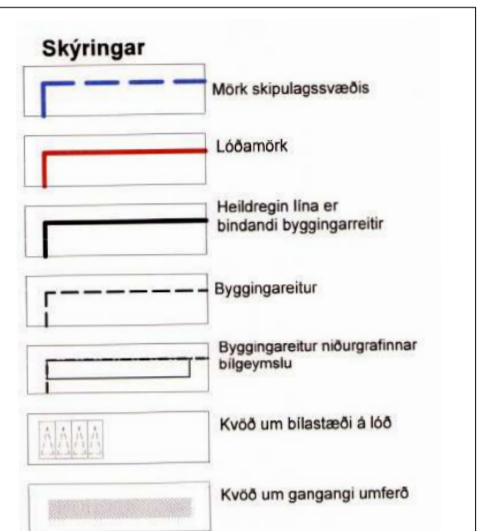 Skýringar
Mörk skipulagssvæðis
Lóðamörk
Heildregin lína er
bindandi byggingarreitir
Byggingareitur
Byggingareitur niðurgrafinnar
bílgeymslu
Kvöð um bílastæði á lóð
Kvöð um gangangi umferð